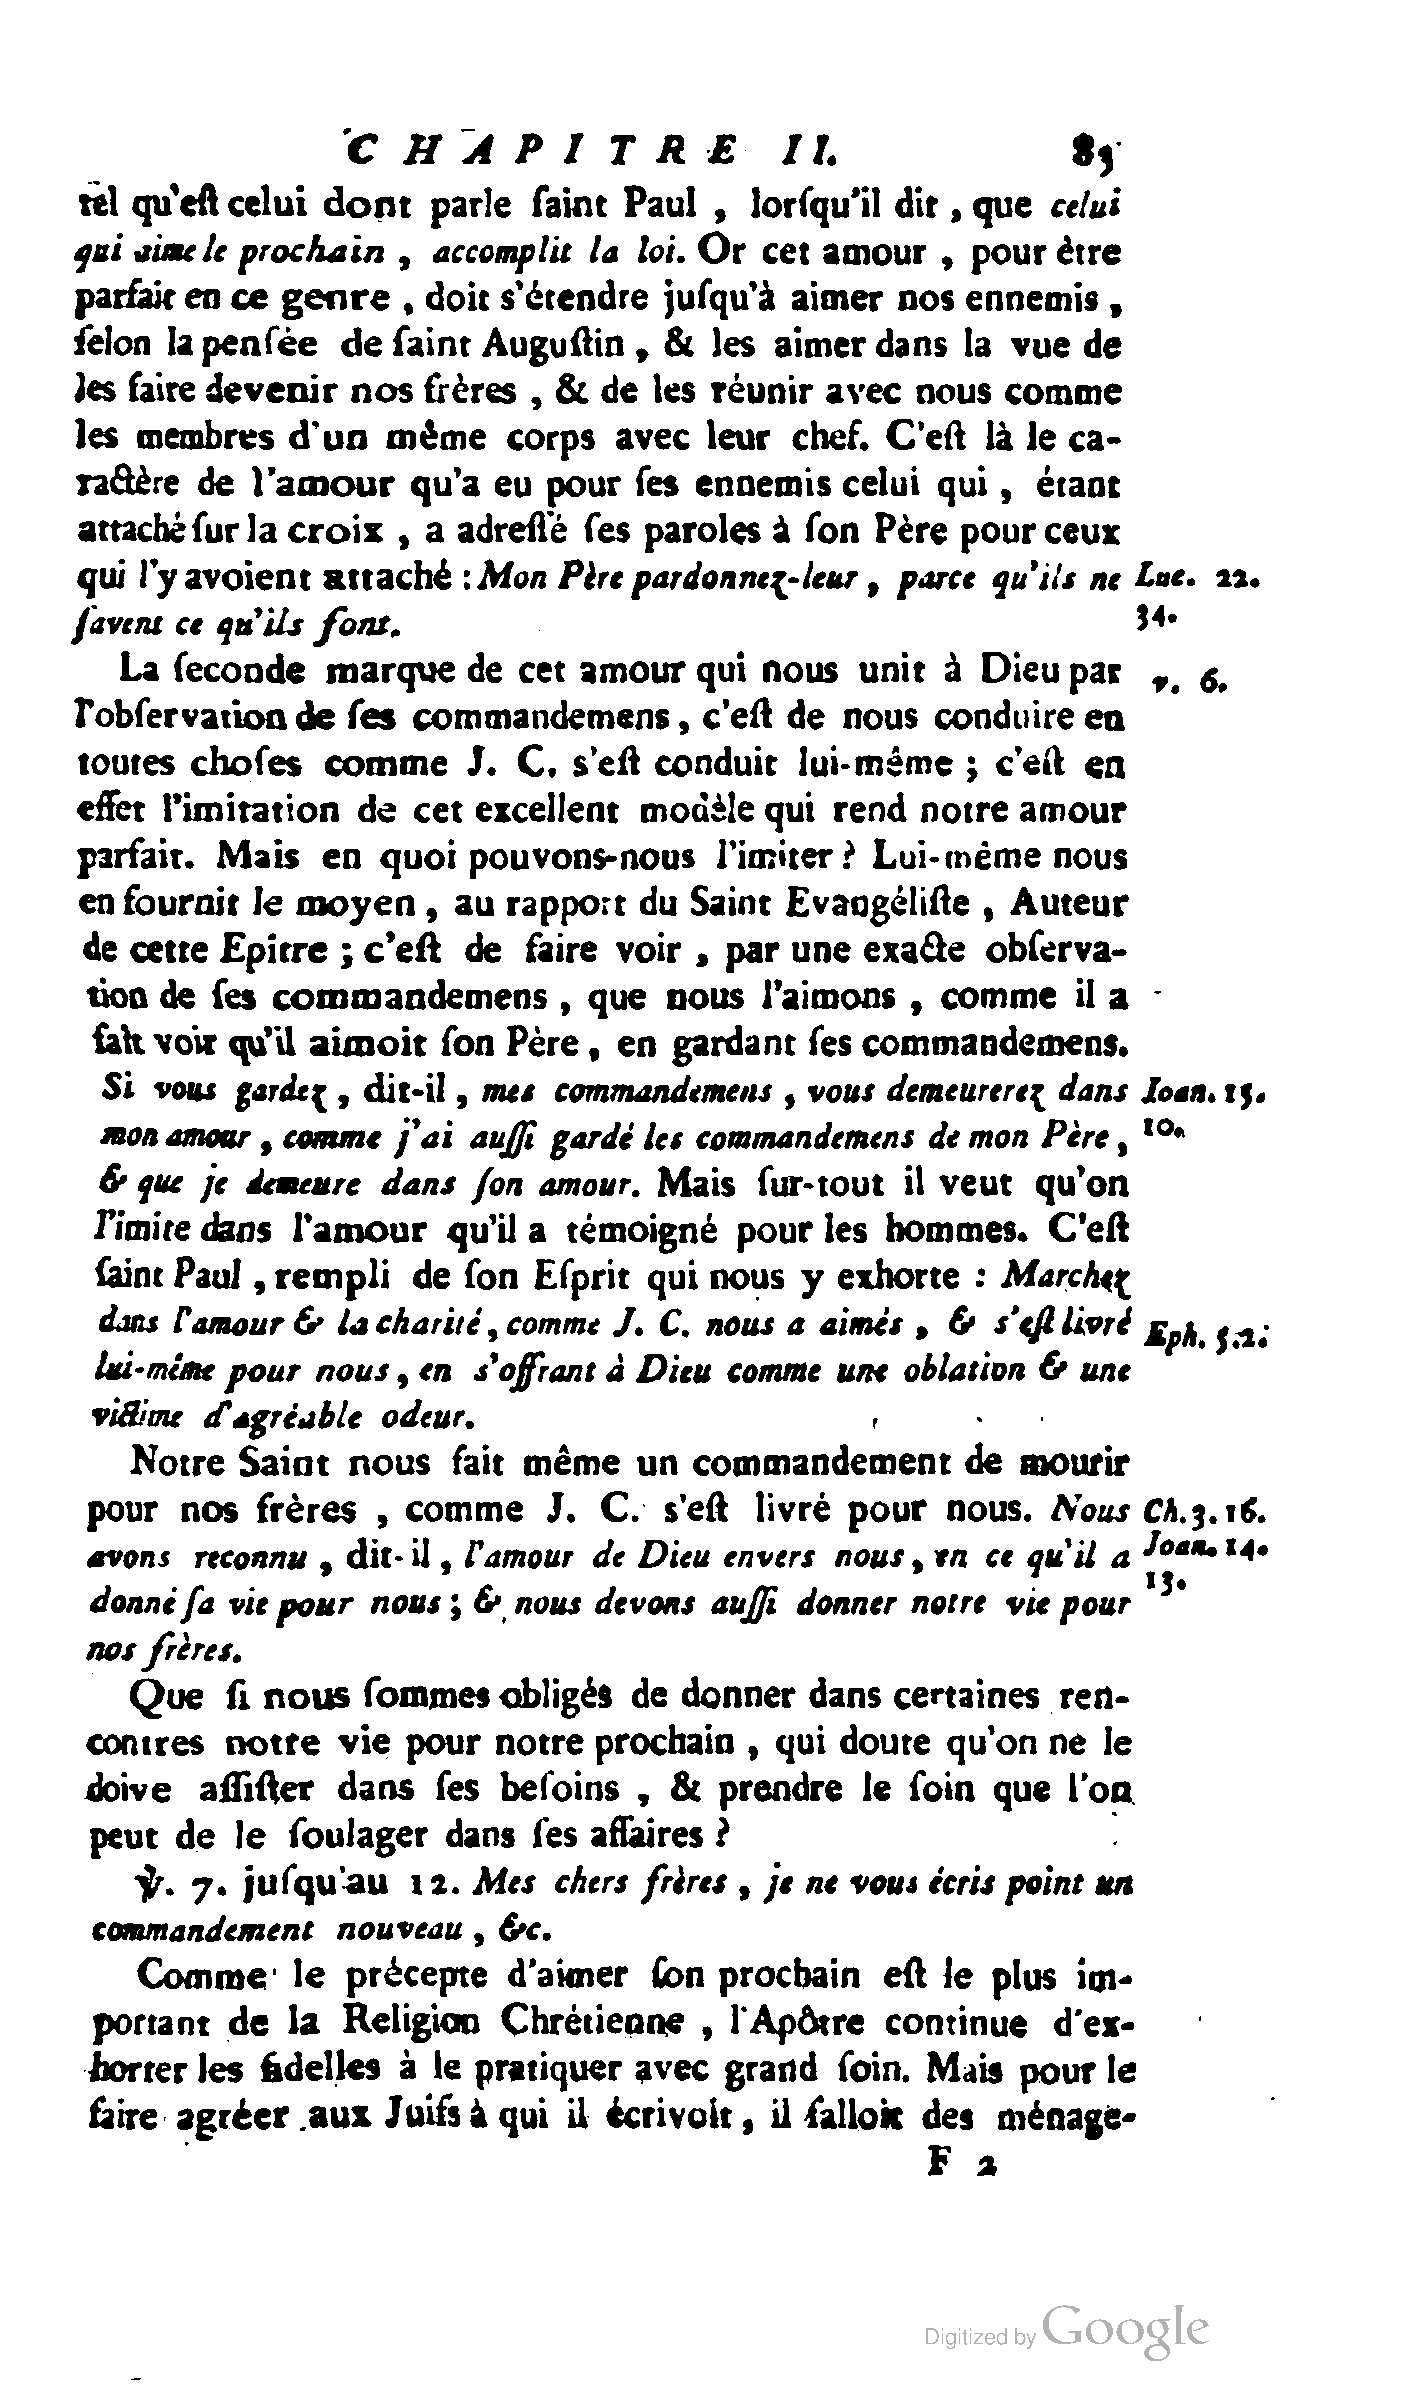 CHAPITRE II. 83
tel qu'eſt celui dont parle ſaint Paul , lorſqu'il dit , que celui
qui aime le prochain , accomplit la loi. Or cet amour , pour ètre
parfait en ce genre , doit s'étendre juſqu'à aimer nos ennemis ,
ſelon la penſée de ſaint Auguſtin , & les aimer dans la vue de
les faire devenir nos frères , & de les réunir avec nous comme
les membres d'un même corps avec leur chef. C'eſt là le ca-
ractère de l'amour qu'a eu pour ſes ennemis celui qui , étant
attaché ſur la croix , a adreſſé ſes paroles à ſon Père pour ceux
qui l'y avoient attaché : Mon Père pardonnez-leur , parce qu'ils ne Luc. 22.
ſavent ce qu'ils font. 34.
La ſeconde marque de cet amour qui nous unit à Dieu par v. 6.
l'obſervation de ſes commandemens , c'eſt de nous conduire en
toutes choſes comme J. C. s'eſt conduit lui-même ; c'eſt en
effet l'imitation de cet excellent modèle qui rend notre amour
parfait. Mais en quoi pouvons-nous l'imiter ? Lui-même nous
en fournit le moyen , au rapport du Saint Evangéliſte , Auteur
de cette Epitre ; c'eſt de faire voir , par une exacte obſerva-
tion de ſes commandemens , que nous l'aimons , comme il a
fait voir qu'il aimoit ſon Père , en gardant ſes commandemens.
Si vous gardez , dit-il , mes commandemens , vous demeurerez dans Ioan. 15.
mon amour , comme j'ai auſſi gardé les commandemens de mon Père , 10.
& que je demeure dans ſon amour. Mais ſur-tout il veut qu'on
l'imite dans l'amour qu'il a témoigné pour les hommes. C'eſt
ſaint Paul , rempli de ſon Eſprit qui nous y exhorte : Marchez
dans l'amour & la charité , comme J. C. nous a aimés , & s'eſt livré Eph. 5.2.
lui-même pour nous , en s'offrant à Dieu comme une oblation & une
victime d'agréable odeur.
Notre Saint nous fait même un commandement de mourir
pour nos frères , comme J. C. s'eſt livré pour nous. Nous Ch. 3. 16.
avons reconnu , dit-il , l'amour de Dieu envers nous , en ce qu'il a Joan. 14.
donné ſa vie pour nous ; & nous devons auſſi donner notre vie pour 13.
nos frères.
Que ſi nous ſommes obligés de donner dans certaines ren-
contres notre vie pour notre prochain , qui doute qu'on ne le
doive aſſiſter dans ſes beſoins , & prendre le ſoin que l'on
peut de le ſoulager dans ſes affaires ?
℣. 7. juſqu'au 12. Mes chers frères , je ne vous écris point un
commandement nouveau , &c.
Comme le précepte d'aimer ſon prochain eſt le plus im-
portant de la Religion Chrétienne , l'Apôtre continue d'ex-
horter les fidelles à le pratiquer avec grand ſoin. Mais pour le
faire agréer aux Juifs à qui il écrivoit , il falloit des ménage-
F 2
Digitized by Google